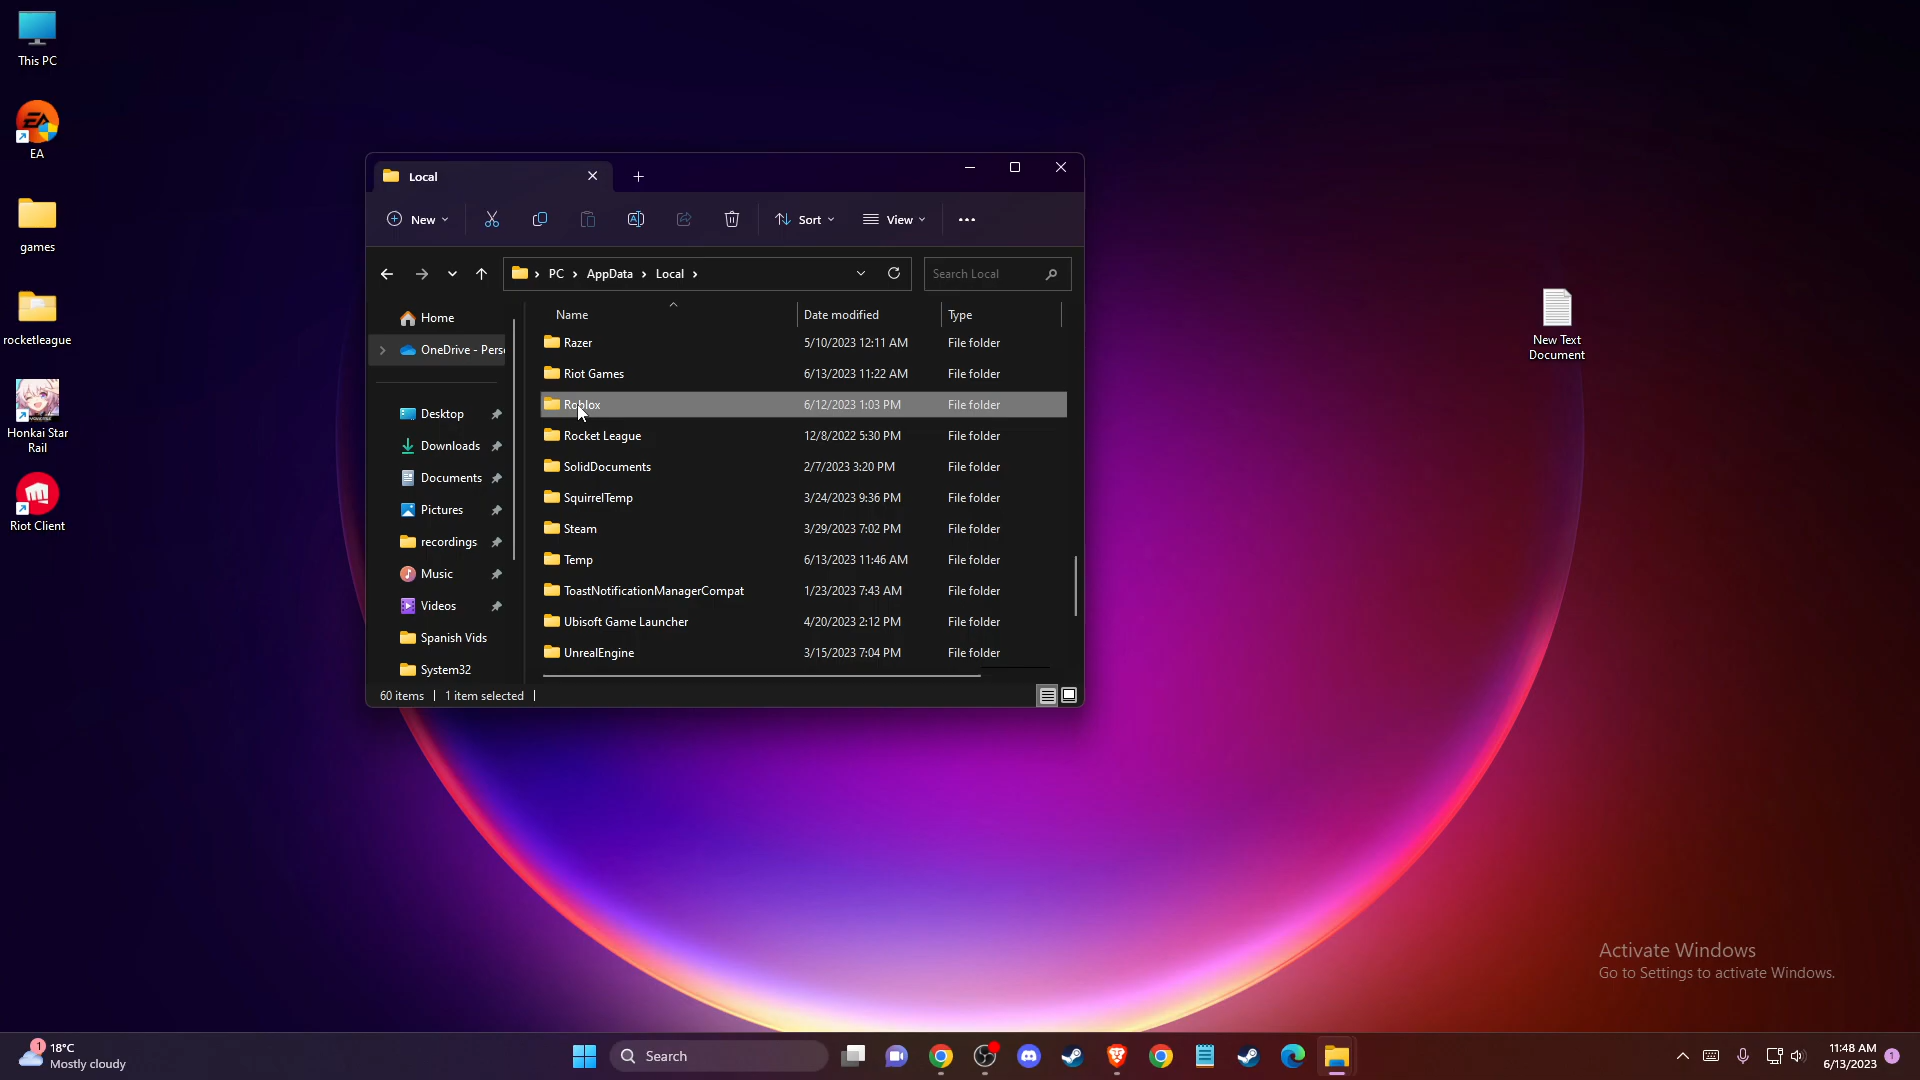 This PC
EA
games
rocketleague
Honkai Star
Rail
Riot Client
Local
New
Sort
View
PC
AppData
Local
Search Local
Home
OneDrive - Pers
Desktop
Downloads
Documents
Pictures
recordings
Music
Videos
Spanish Vids
System32
Name Date modified Type
Razer 5/10/2023 12:11 AM File folder
Riot Games 6/13/2023 11:22 AM File folder
Roblox 6/12/2023 1:03 PM File folder
Rocket League 12/8/2022 5:30 PM File folder
SolidDocuments 2/7/2023 3:20 PM File folder
SquirrelTemp 3/24/2023 9:36 PM File folder
Steam 3/29/2023 7:02 PM File folder
Temp 6/13/2023 11:46 AM File folder
ToastNotificationManagerCompat 1/23/2023 7:43 AM File folder
Ubisoft Game Launcher 4/20/2023 2:12 PM File folder
UnrealEngine 3/15/2023 7:04 PM File folder
60 items 1 item selected
New Text
Document
Activate Windows
Go to Settings to activate Windows.
1
18°C
Mostly cloudy
Search
11:48 AM
6/13/2023
1